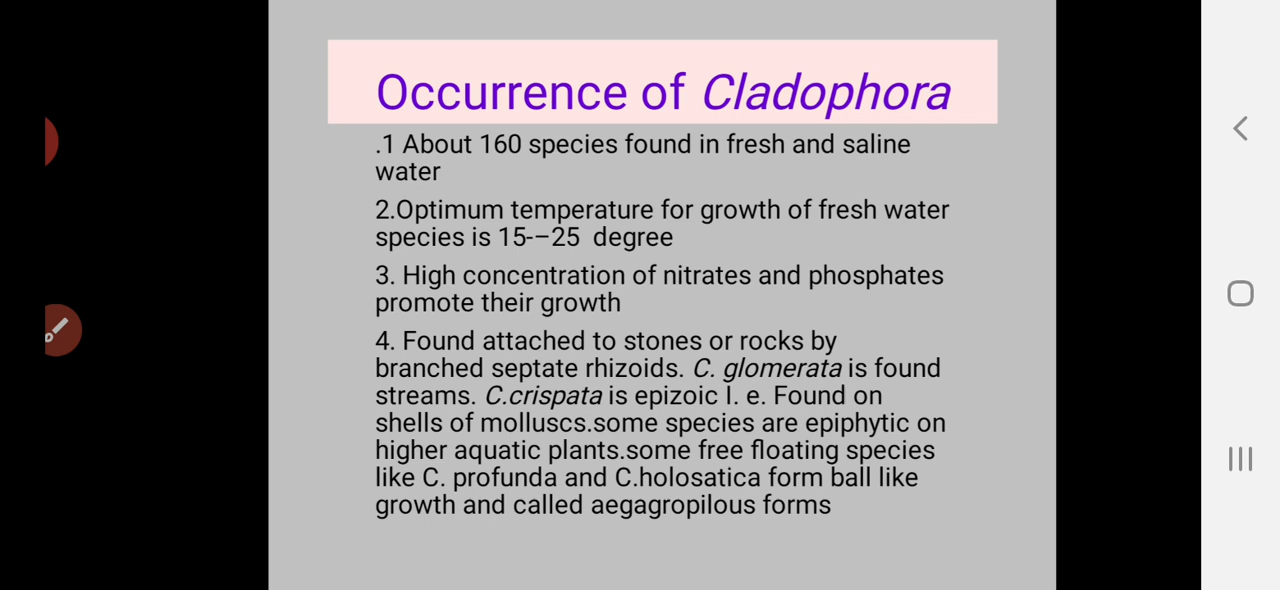 Occurrence of Cladophora
.1 About 160 species found in fresh and saline
water
2.Optimum temperature for growth of fresh water
species is 15-–25  degree
3. High concentration of nitrates and phosphates
promote their growth
4. Found attached to stones or rocks by
branched septate rhizoids. C. glomerata is found
streams. C.crispata is epizoic I. e. Found on
shells of molluscs.some species are epiphytic on
higher aquatic plants.some free floating species
like C. profunda and C.holosatica form ball like
growth and called aegagropilous forms